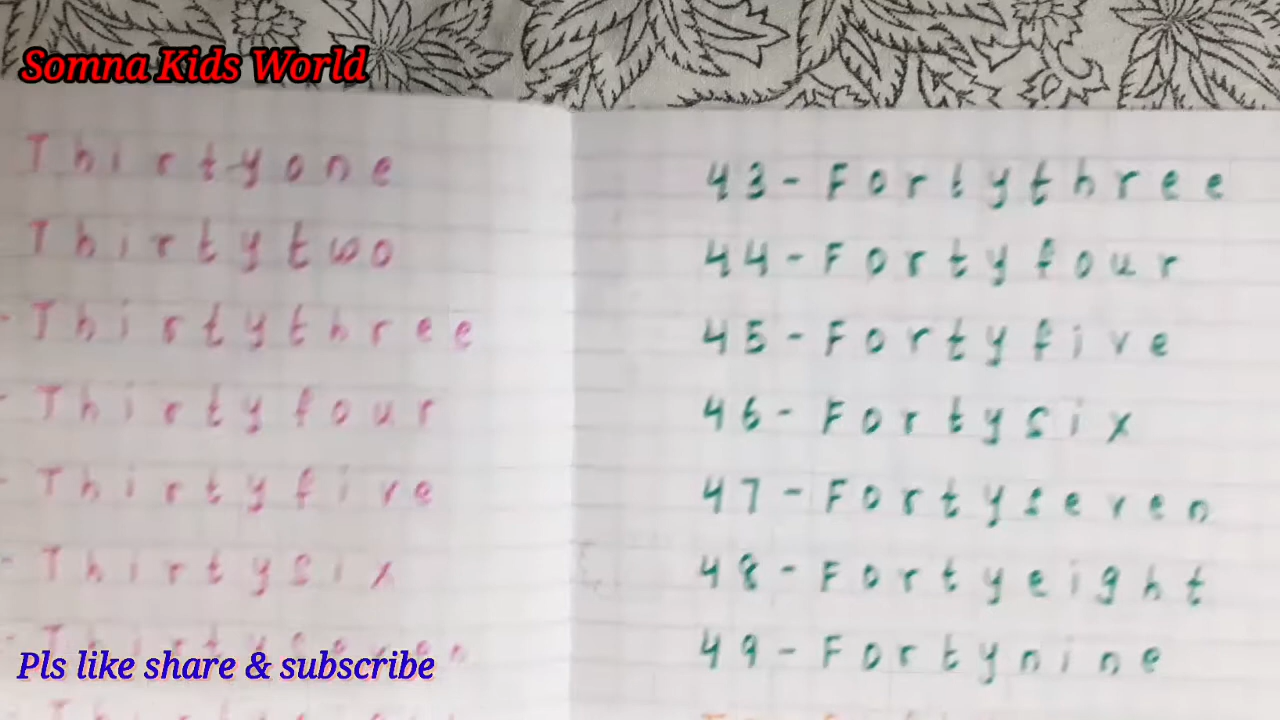 Somna Kids World
Thirtyone
Thirtytwo
- Thirtythree
- Thirtyfour
- Thirtyfive
- Thirtysix
- Thirtyseven
43 - Fortythree
44 - Fortyfour
45 - Fortyfive
46 - Fortysix
47 - Fortyseven
48 - Fortyeight
49 - Fortynine
Pls like share & subscribe